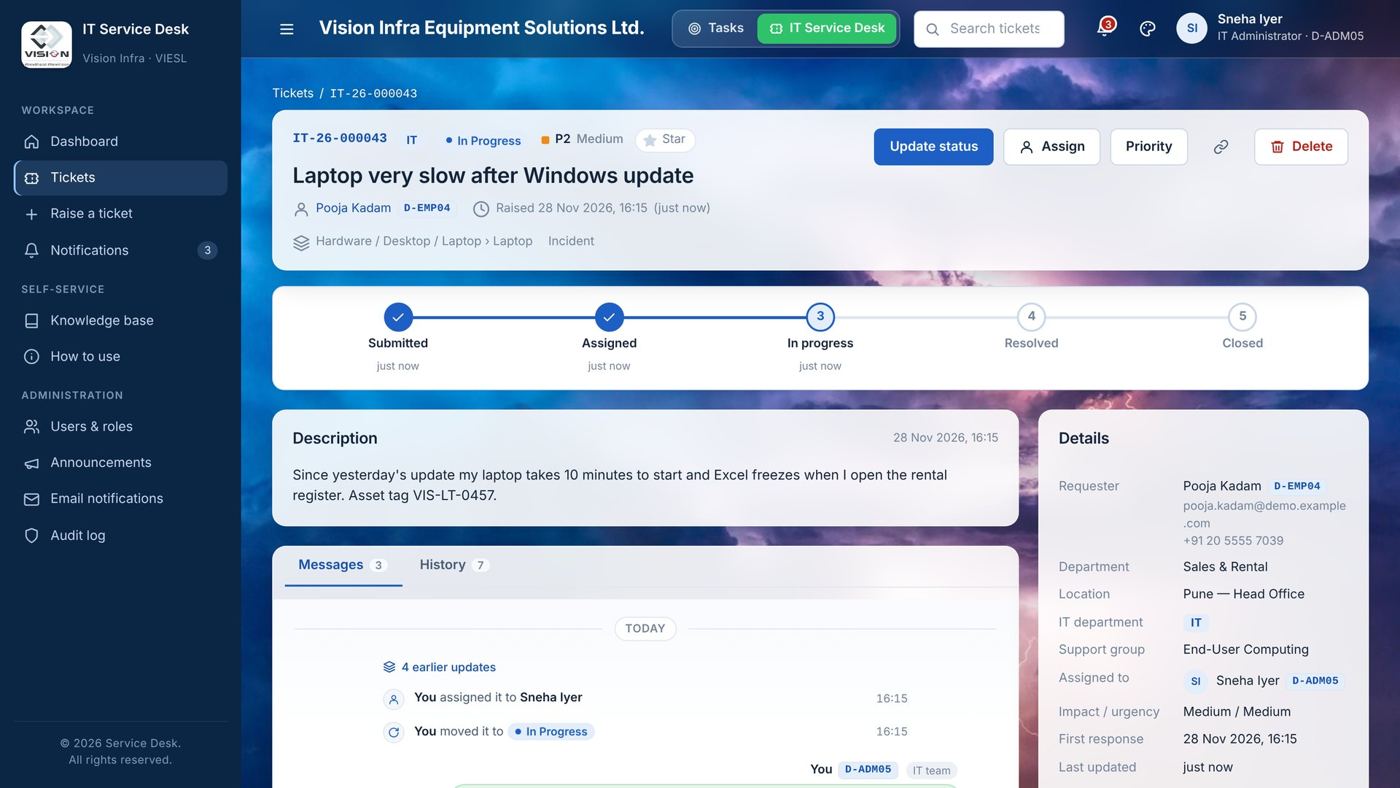 VISION
IT Service Desk
Vision Infra · VIESL
WORKSPACE
Dashboard
Tickets
Raise a ticket
Notifications 3
SELF-SERVICE
Knowledge base
How to use
ADMINISTRATION
Users & roles
Announcements
Email notifications
Audit log
© 2026 Service Desk.
All rights reserved.
Vision Infra Equipment Solutions Ltd.
Tasks
IT Service Desk
Search tickets
3
SI
Sneha Iyer
IT Administrator · D-ADM05
Tickets / IT-26-000043
IT-26-000043 IT In Progress P2 Medium Star
Update status
Assign
Priority
Delete
Laptop very slow after Windows update
Pooja Kadam D-EMP04 Raised 28 Nov 2026, 16:15 (just now)
Hardware / Desktop / Laptop › Laptop Incident
3 4 5
Submitted Assigned In progress Resolved Closed
just now just now just now
Description 28 Nov 2026, 16:15
Since yesterday's update my laptop takes 10 minutes to start and Excel freezes when I open the rental
register. Asset tag VIS-LT-0457.
Messages 3 History 7
TODAY
4 earlier updates
You assigned it to Sneha Iyer 16:15
You moved it to In Progress 16:15
You D-ADM05 IT team
Details
Requester Pooja Kadam D-EMP04
pooja.kadam@demo.example
.com
+91 20 5555 7039
Department Sales & Rental
Location Pune — Head Office
IT department IT
Support group End-User Computing
Assigned to SI Sneha Iyer D-ADM05
Impact / urgency Medium / Medium
First response 28 Nov 2026, 16:15
Last updated just now